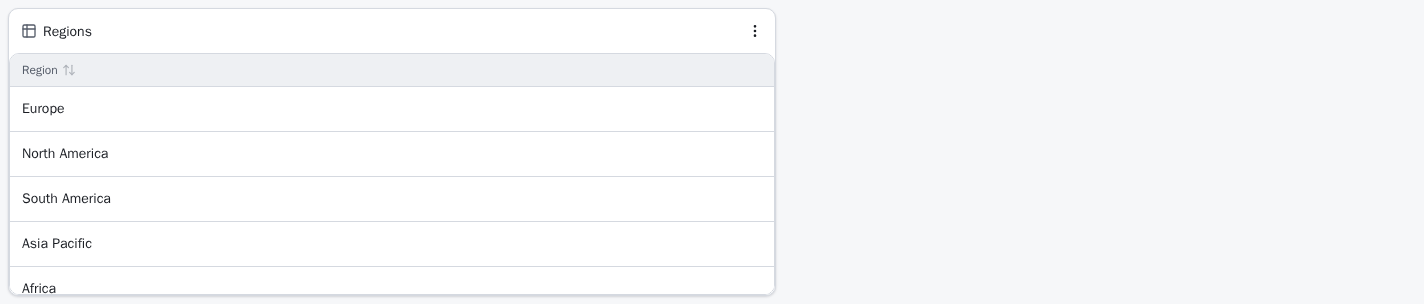 Regions
Region
Europe
North America
South America
Asia Pacific
Africa